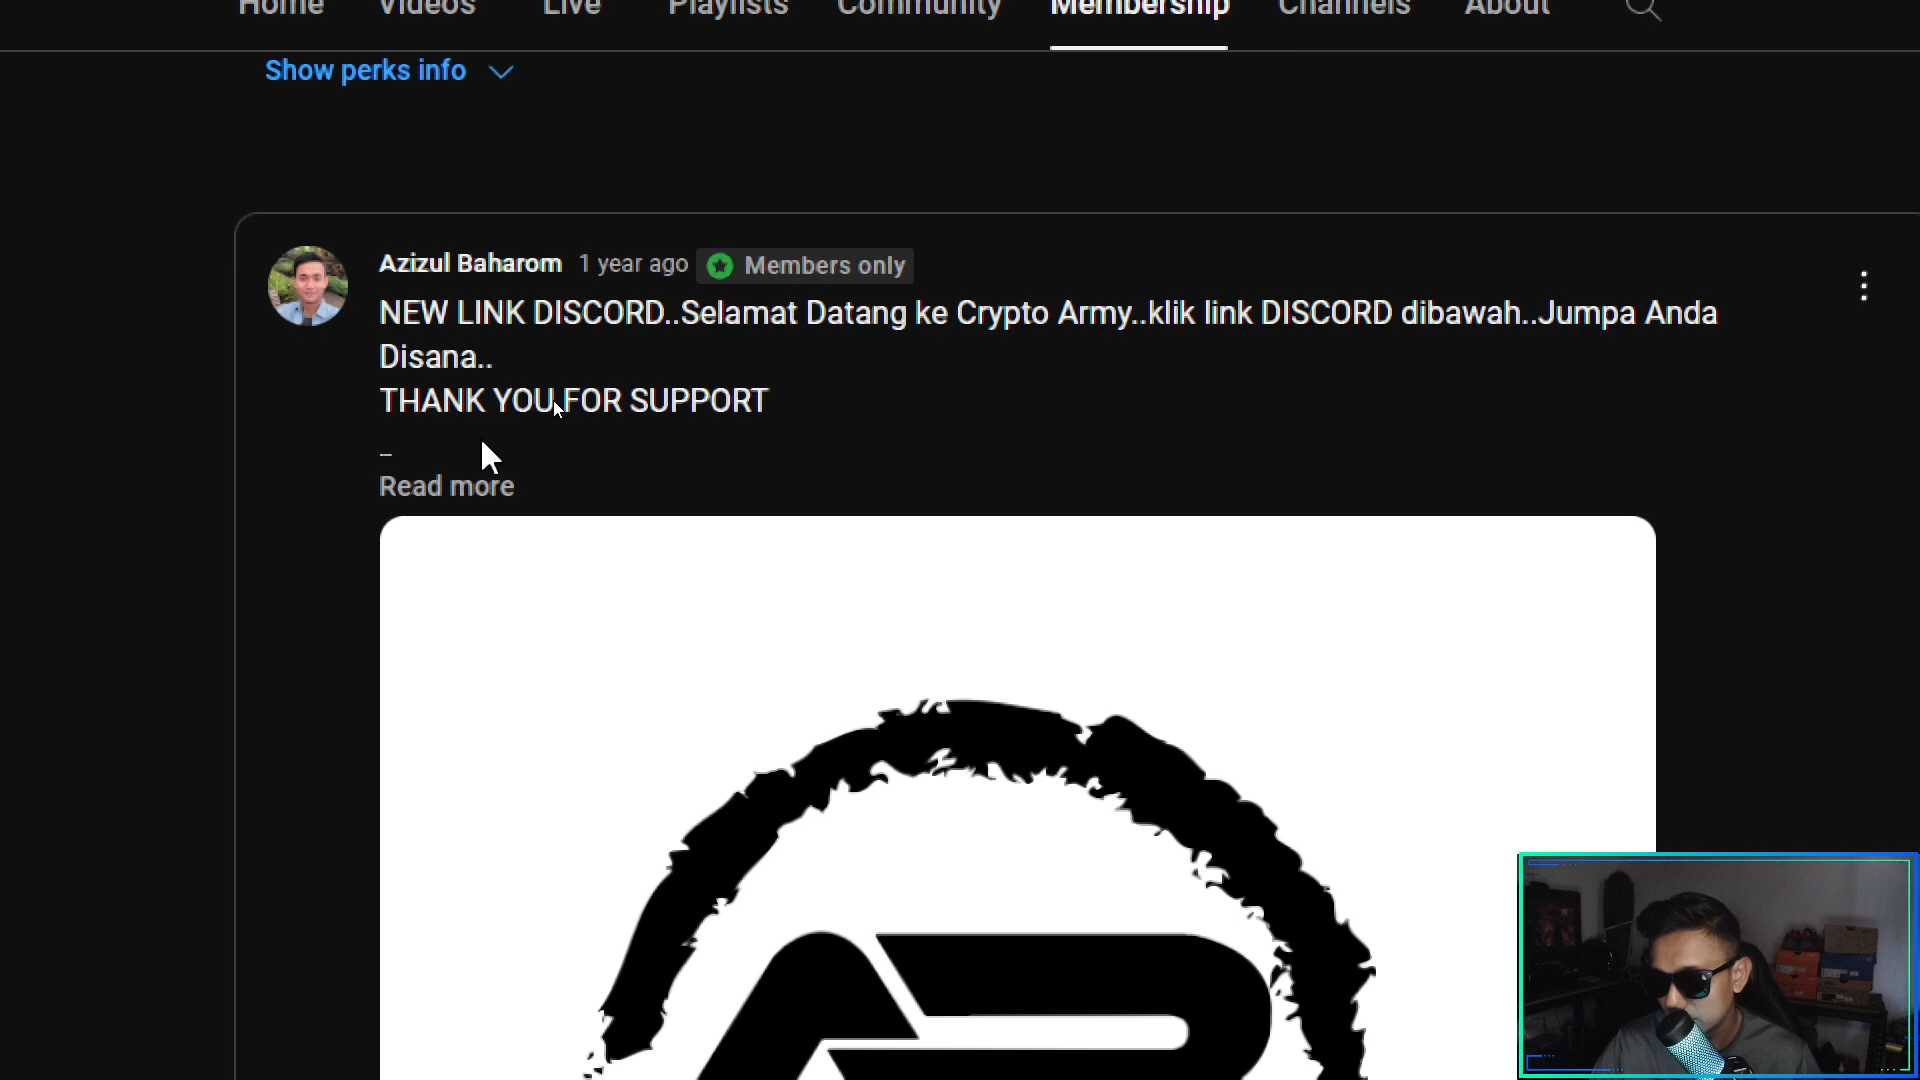 Home Videos Live Playlists Community Membership Channels About
Show perks info
Azizul Baharom 1 year ago Members only
NEW LINK DISCORD..Selamat Datang ke Crypto Army..klik link DISCORD dibawah..Jumpa Anda
Disana..
THANK YOU FOR SUPPORT
_
Read more